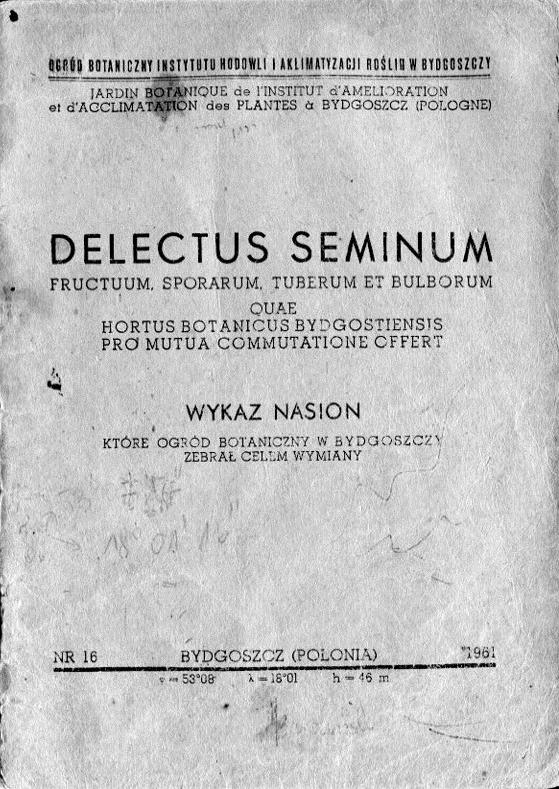 OGRÓD BOTANICZNY INSTYTUTU HODOWLI I AKLIMATYZACJI ROŚLIN W BYDGOSZCZY
JARDIN BOTANIQUE de l'INSTITUT d'AMELIORATION
et d'ACCLIMATATION des PLANTES à BYDGOSZCZ (POLOGNE)
DELECTUS SEMINUM
FRUCTUUM, SPORARUM, TUBERUM ET BULBORUM
QUAE
HORTUS BOTANICUS BYDGOSTIENSIS
PRO MUTUA COMMUTATIONE OFFERT
WYKAZ NASION
KTÓRE OGRÓD BOTANICZNY W BYDGOSZCZY
ZEBRAŁ CELEM WYMIANY
NR 16 BYDGOSZCZ (POLONIA) 1961
φ = 53°08 λ = 18°01 h = 46 m